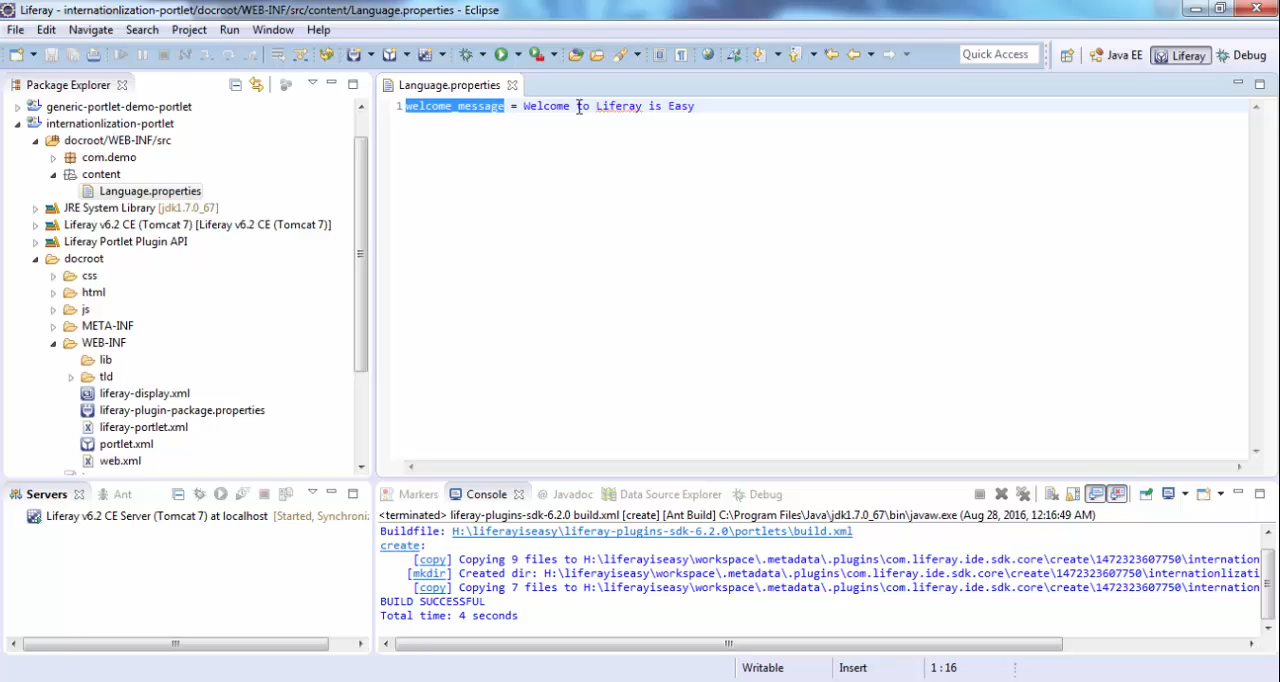 Liferay - internationlization-portlet/docroot/WEB-INF/src/content/Language.properties - Eclipse
File Edit Navigate Search Project Run Window Help
Quick Access Java EE Liferay Debug
Package Explorer
generic-portlet-demo-portlet
internationlization-portlet
docroot/WEB-INF/src
com.demo
content
Language.properties
JRE System Library [jdk1.7.0_67]
Liferay v6.2 CE (Tomcat 7) [Liferay v6.2 CE (Tomcat 7)]
Liferay Portlet Plugin API
docroot
css
html
js
META-INF
WEB-INF
lib
tld
liferay-display.xml
liferay-plugin-package.properties
liferay-portlet.xml
portlet.xml
web.xml
Language.properties
1 welcome_message = Welcome to Liferay is Easy
Servers Ant
Liferay v6.2 CE Server (Tomcat 7) at localhost [Started, Synchroni
Markers Console @ Javadoc Data Source Explorer Debug
<terminated> liferay-plugins-sdk-6.2.0 build.xml [create] [Ant Build] C:\Program Files\Java\jdk1.7.0_67\bin\javaw.exe (Aug 28, 2016, 12:16:49 AM)
Buildfile: H:\liferayiseasy\liferay-plugins-sdk-6.2.0\portlets\build.xml
create:
[copy] Copying 9 files to H:\liferayiseasy\workspace\.metadata\.plugins\com.liferay.ide.sdk.core\create\1472323607750\internation
[mkdir] Created dir: H:\liferayiseasy\workspace\.metadata\.plugins\com.liferay.ide.sdk.core\create\1472323607750\internationlizati
[copy] Copying 7 files to H:\liferayiseasy\workspace\.metadata\.plugins\com.liferay.ide.sdk.core\create\1472323607750\internation
BUILD SUCCESSFUL
Total time: 4 seconds
Writable Insert 1 : 16